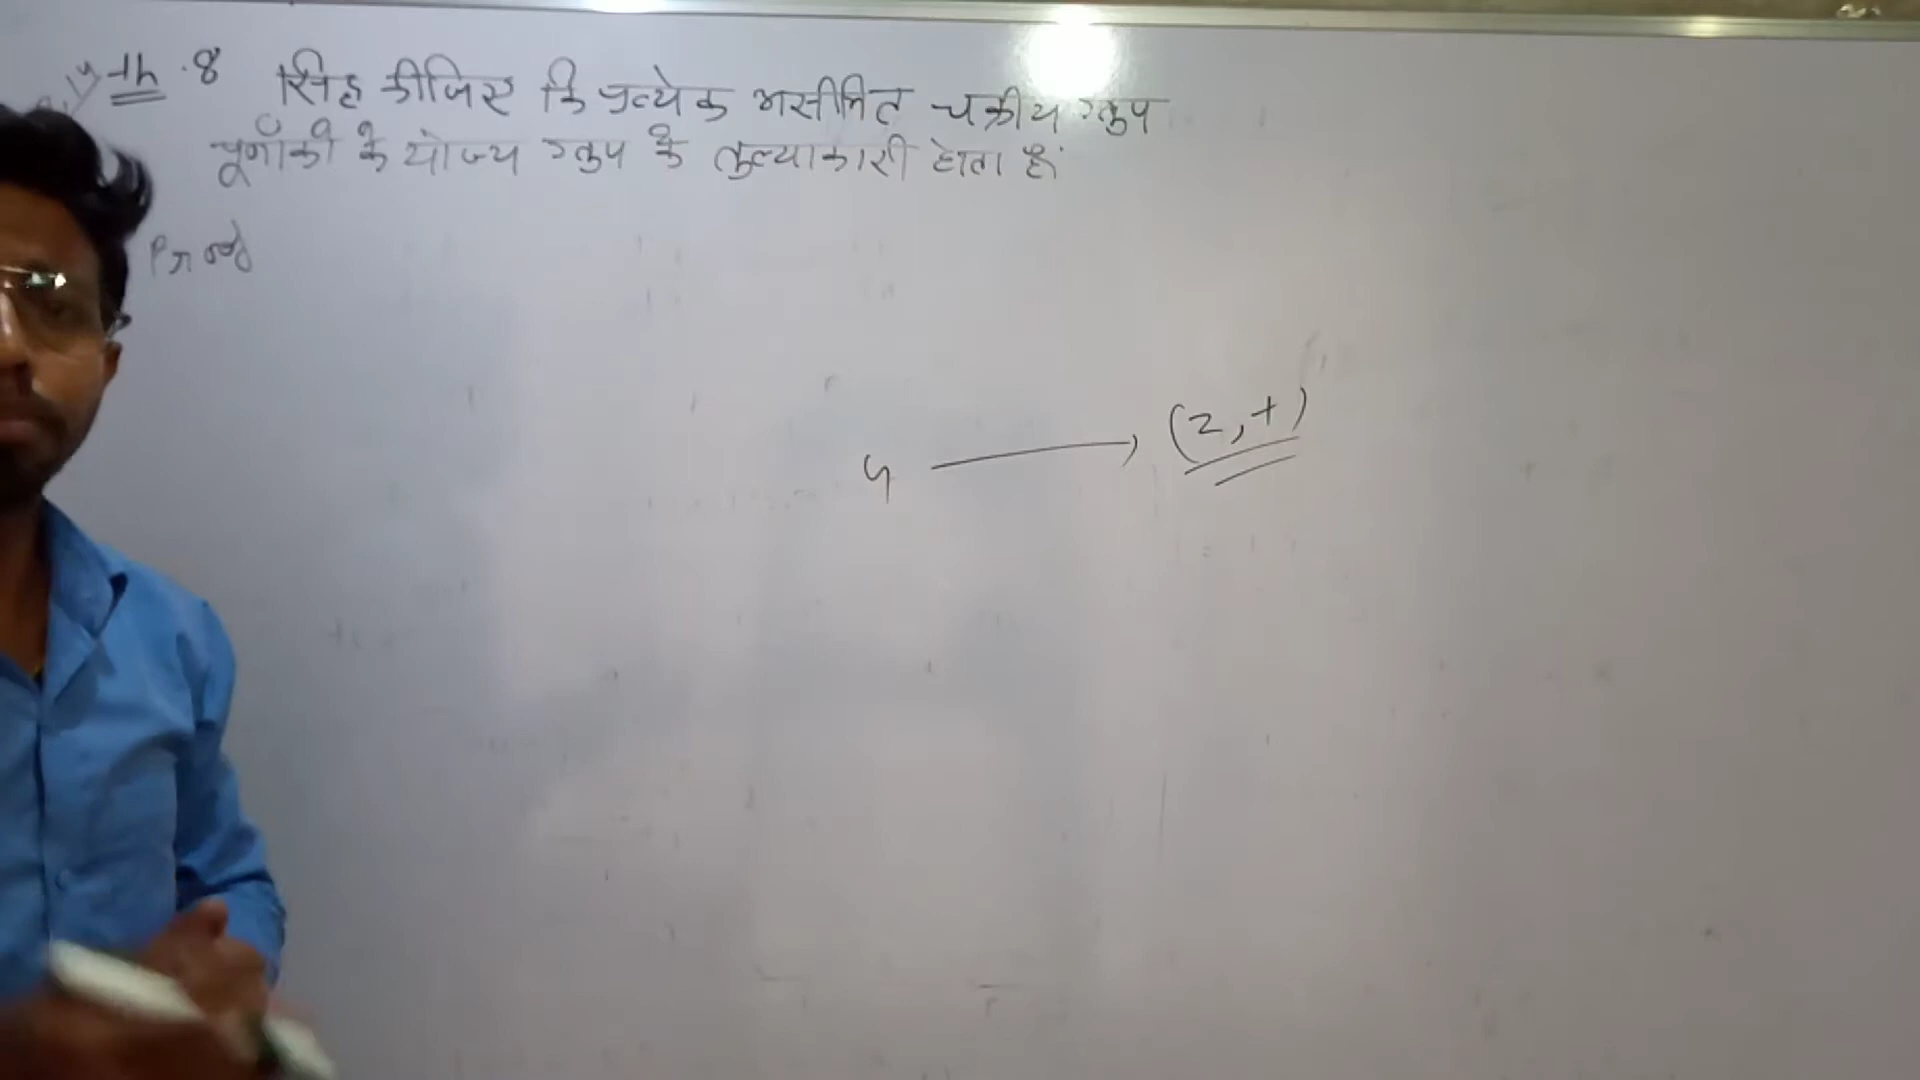 Th.8 सिद्ध कीजिए कि प्रत्येक असीमित चक्रीय ग्रुप
पूर्णांकों के योज्य ग्रुप के तुल्याकारी होता है
Proof
G → (Z, +)